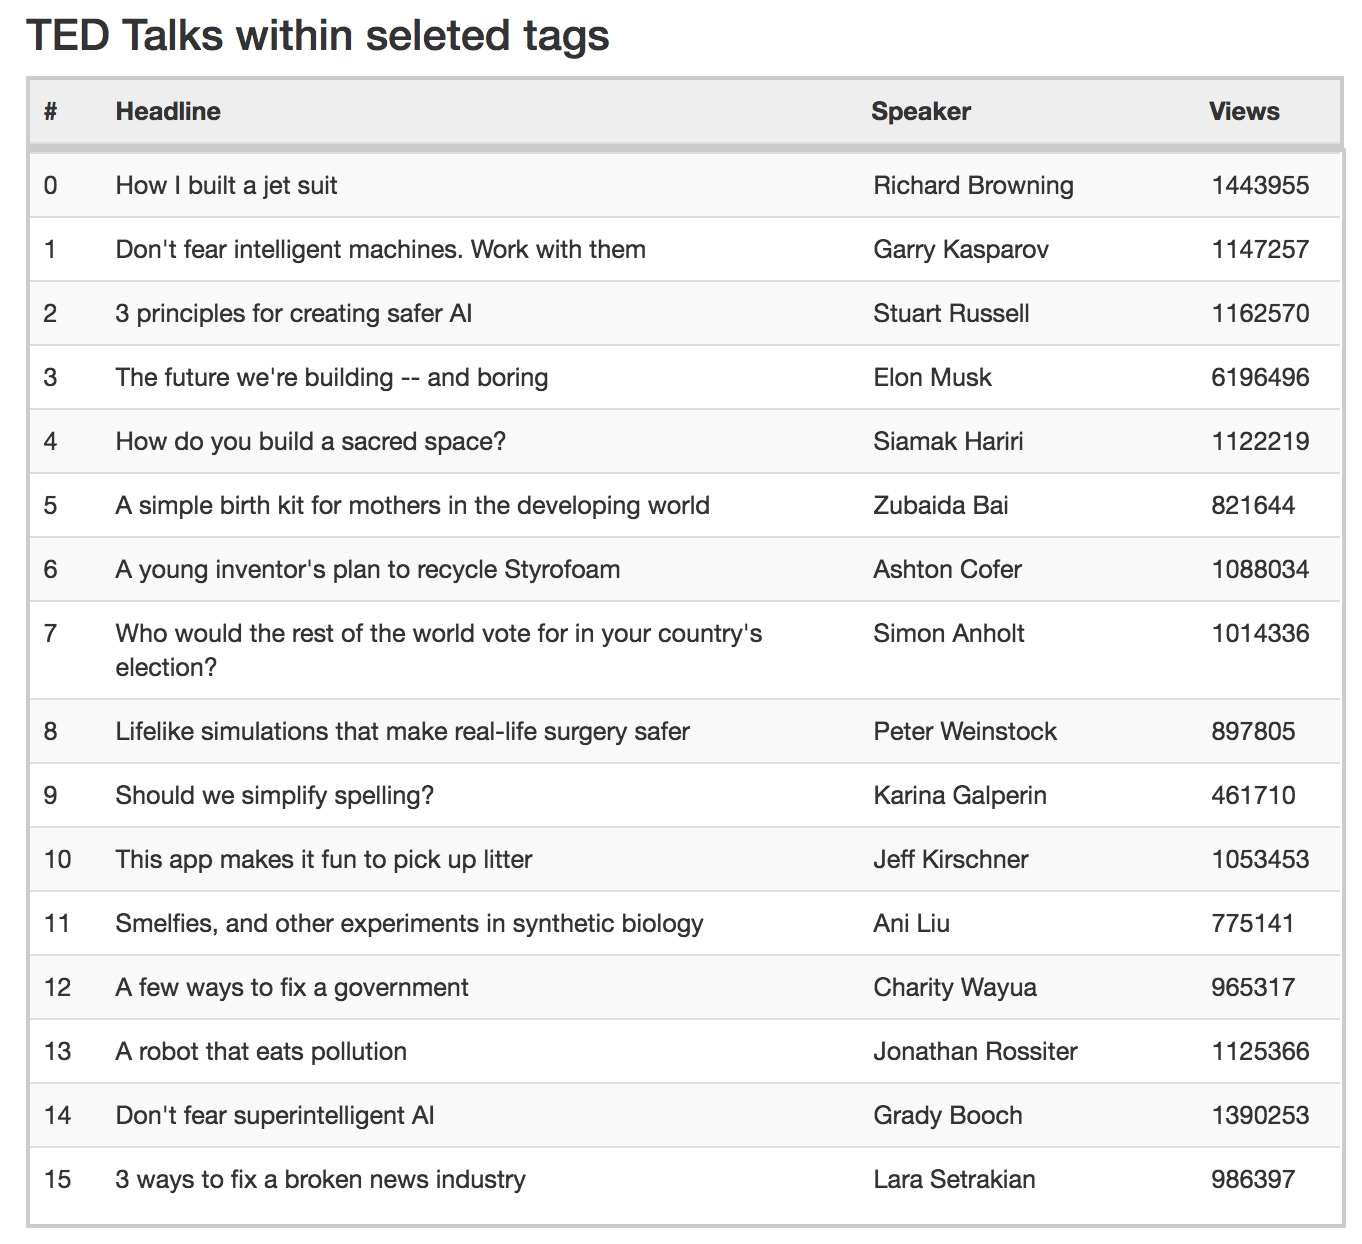 TED Talks within seleted tags
# Headline Speaker Views
0 How I built a jet suit Richard Browning 1443955
1 Don't fear intelligent machines. Work with them Garry Kasparov 1147257
2 3 principles for creating safer AI Stuart Russell 1162570
3 The future we're building -- and boring Elon Musk 6196496
4 How do you build a sacred space? Siamak Hariri 1122219
5 A simple birth kit for mothers in the developing world Zubaida Bai 821644
6 A young inventor's plan to recycle Styrofoam Ashton Cofer 1088034
7 Who would the rest of the world vote for in your country's Simon Anholt 1014336
election?
8 Lifelike simulations that make real-life surgery safer Peter Weinstock 897805
9 Should we simplify spelling? Karina Galperin 461710
10 This app makes it fun to pick up litter Jeff Kirschner 1053453
11 Smelfies, and other experiments in synthetic biology Ani Liu 775141
12 A few ways to fix a government Charity Wayua 965317
13 A robot that eats pollution Jonathan Rossiter 1125366
14 Don't fear superintelligent AI Grady Booch 1390253
15 3 ways to fix a broken news industry Lara Setrakian 986397